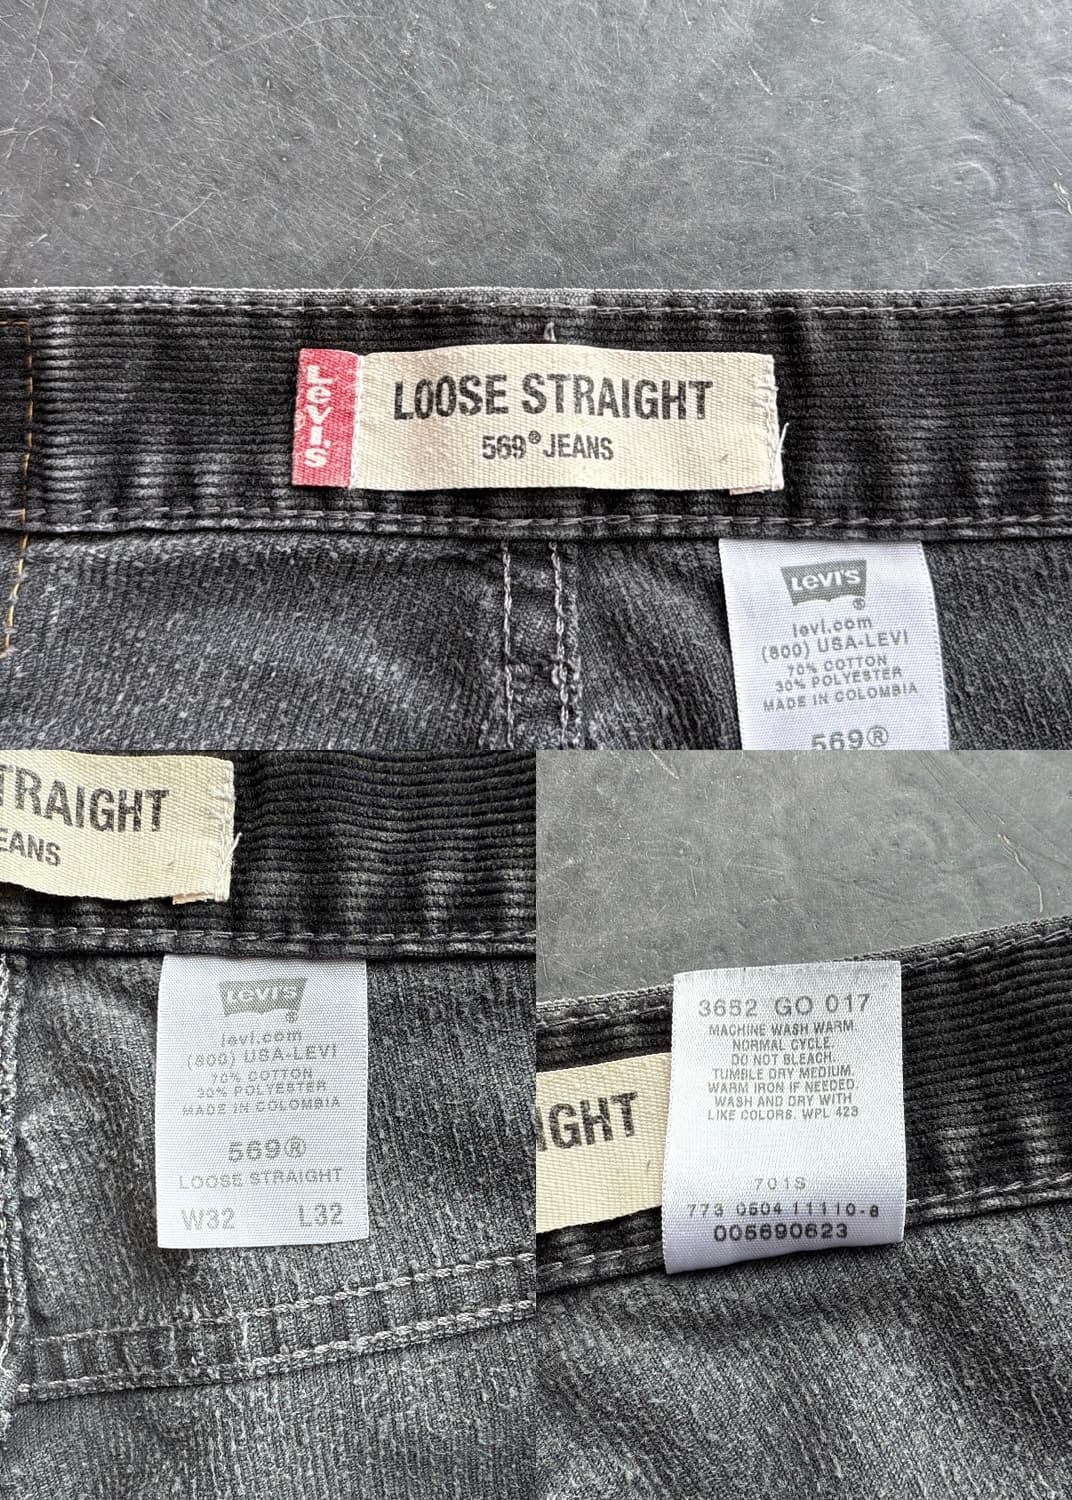 LEVI'S®
LOOSE STRAIGHT
569® JEANS
LEVI'S®
levi.com
(800) USA-LEVI
70% COTTON
30% POLYESTER
MADE IN COLOMBIA
569®
TRAIGHT
EANS
LEVI'S®
levi.com
(800) USA-LEVI
70% COTTON
30% POLYESTER
MADE IN COLOMBIA
569®
LOOSE STRAIGHT
W32 L32
IGHT
3652 GO 017
MACHINE WASH WARM.
NORMAL CYCLE.
DO NOT BLEACH.
TUMBLE DRY MEDIUM.
WARM IRON IF NEEDED.
WASH AND DRY WITH
LIKE COLORS. WPL 423
701S
773 0604 11110-8
005690623